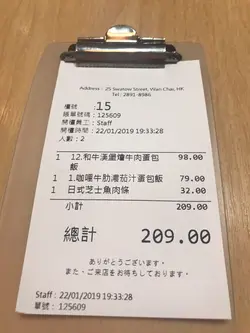 Address : 25 Swatow Street, Wan Chai, HK
Tel : 2891-8986
檯號 :15
賬單號碼 : 125609
開檯員工 : Staff
開檯時間 : 22/01/2019 19:33:28
人數 : 2
1 12.和牛漢堡燴牛肉蛋包飯 98.00
1 1.咖喱牛肋滑茄汁蛋包飯 79.00
1 日式芝士魚肉條 32.00
小計 209.00
總計 209.00
ありがとうございます。
また、ご来店をお待ちしております。
Staff : 22/01/2019 19:33:28
單號 : 125609